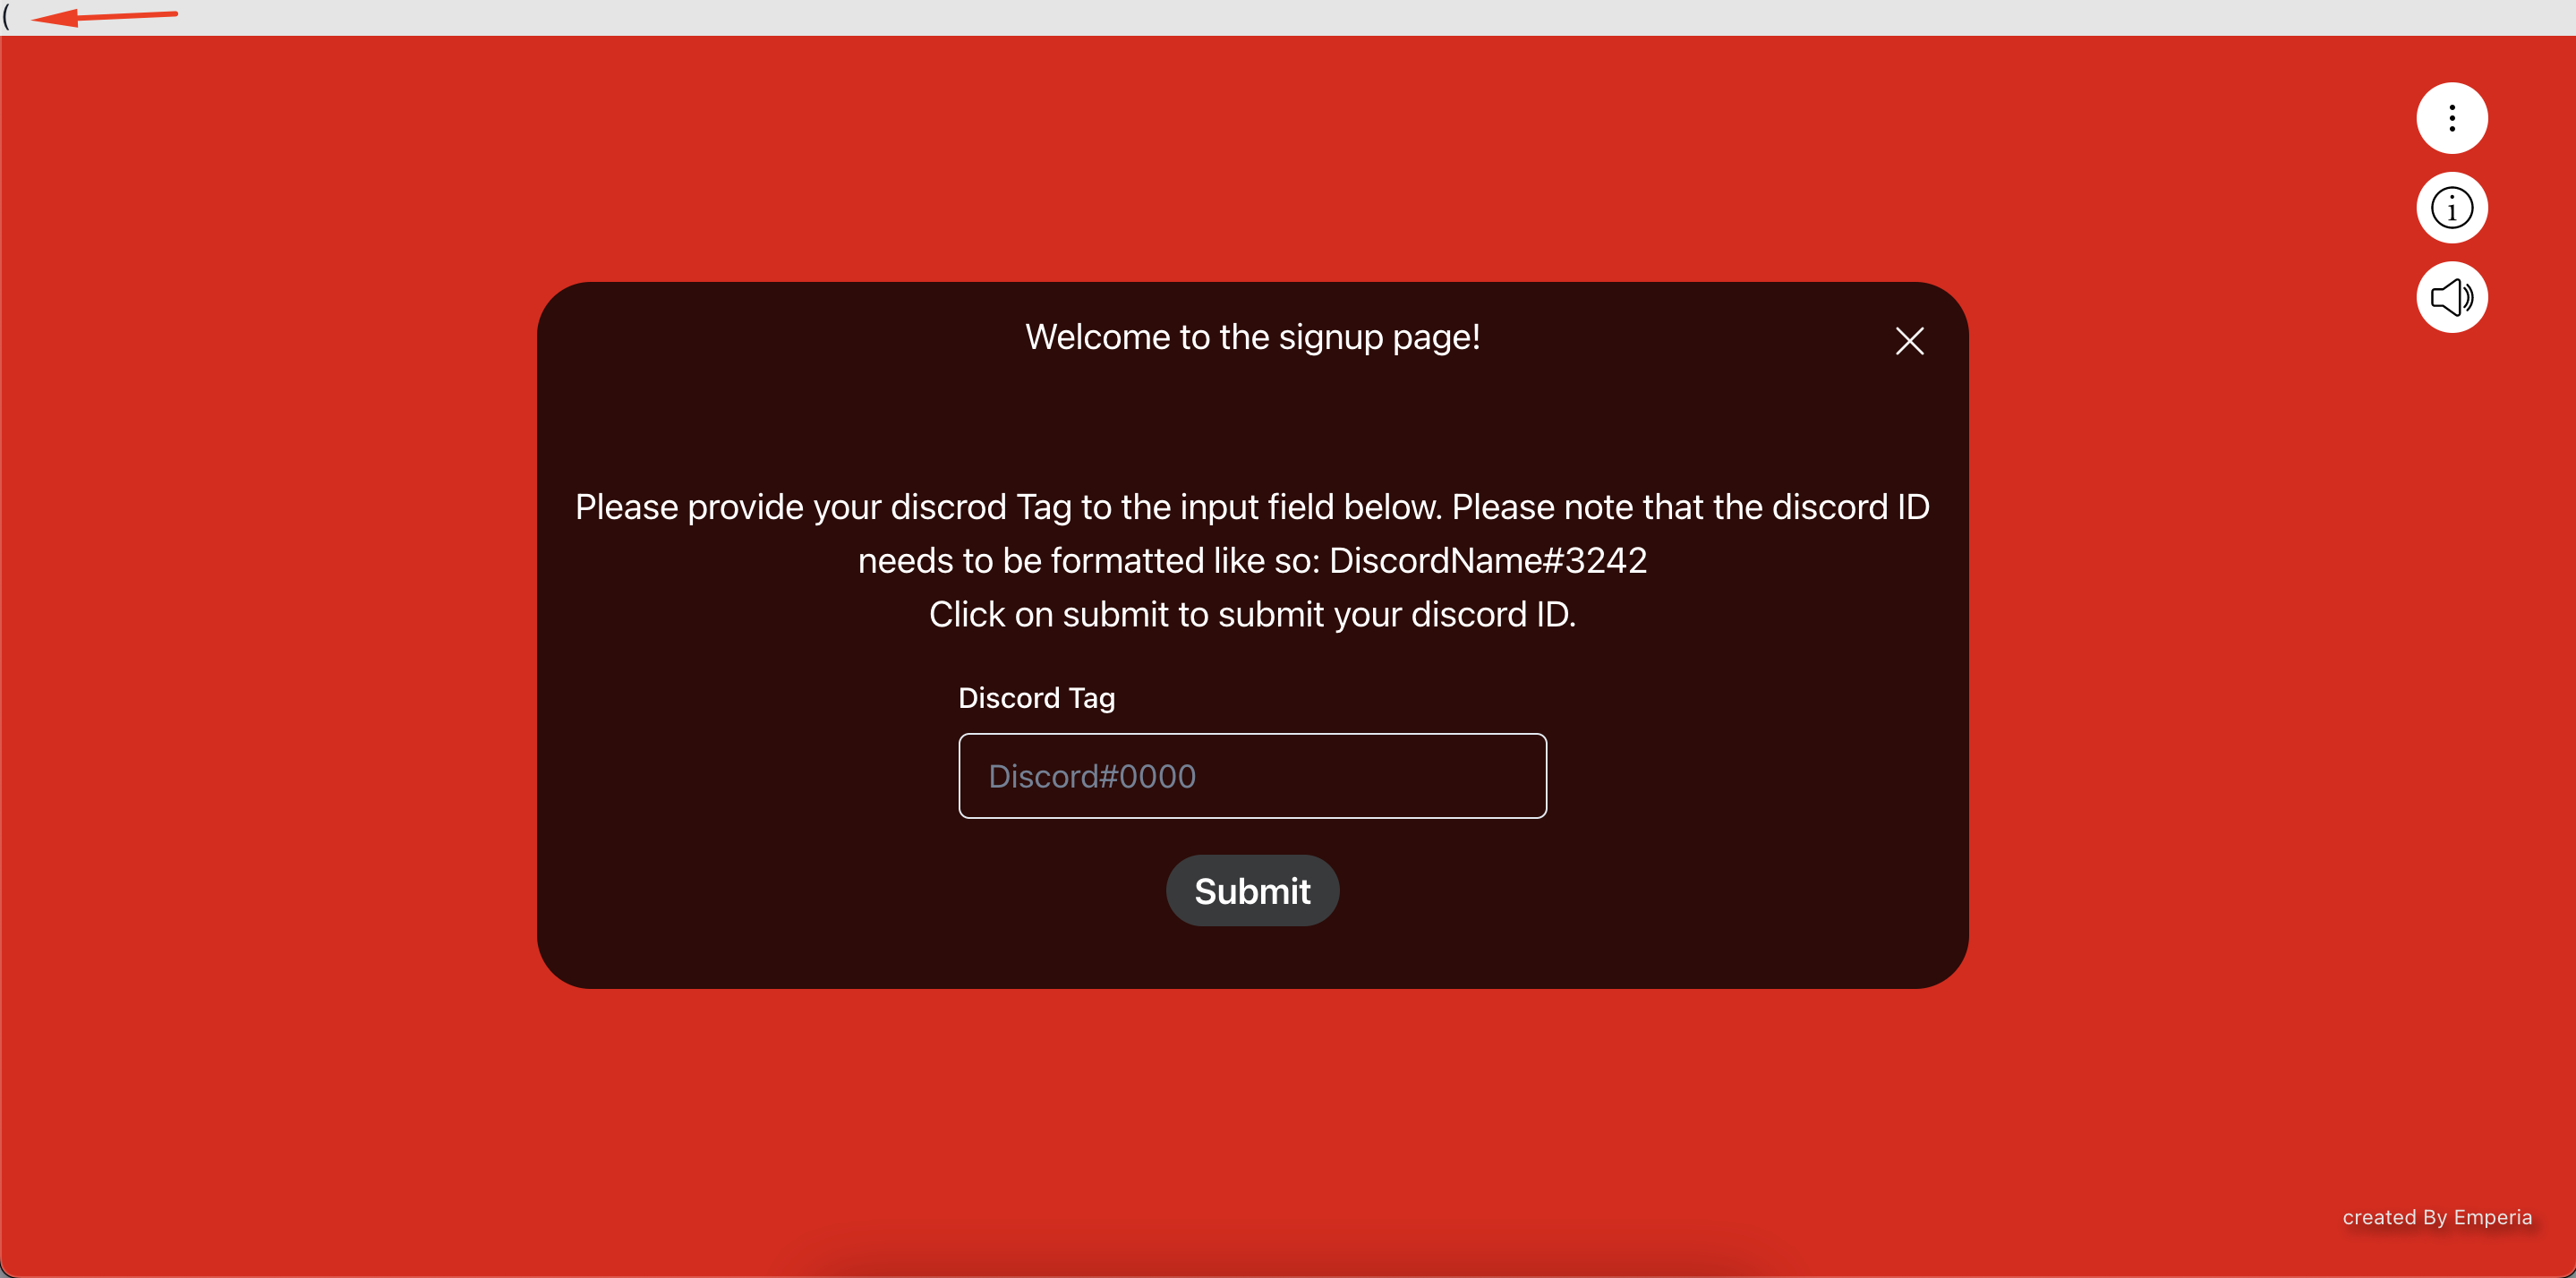 (
Welcome to the signup page!
Please provide your discrod Tag to the input field below. Please note that the discord ID
needs to be formatted like so: DiscordName#3242
Click on submit to submit your discord ID.
Discord Tag
Discord#0000
Submit
created By Emperia